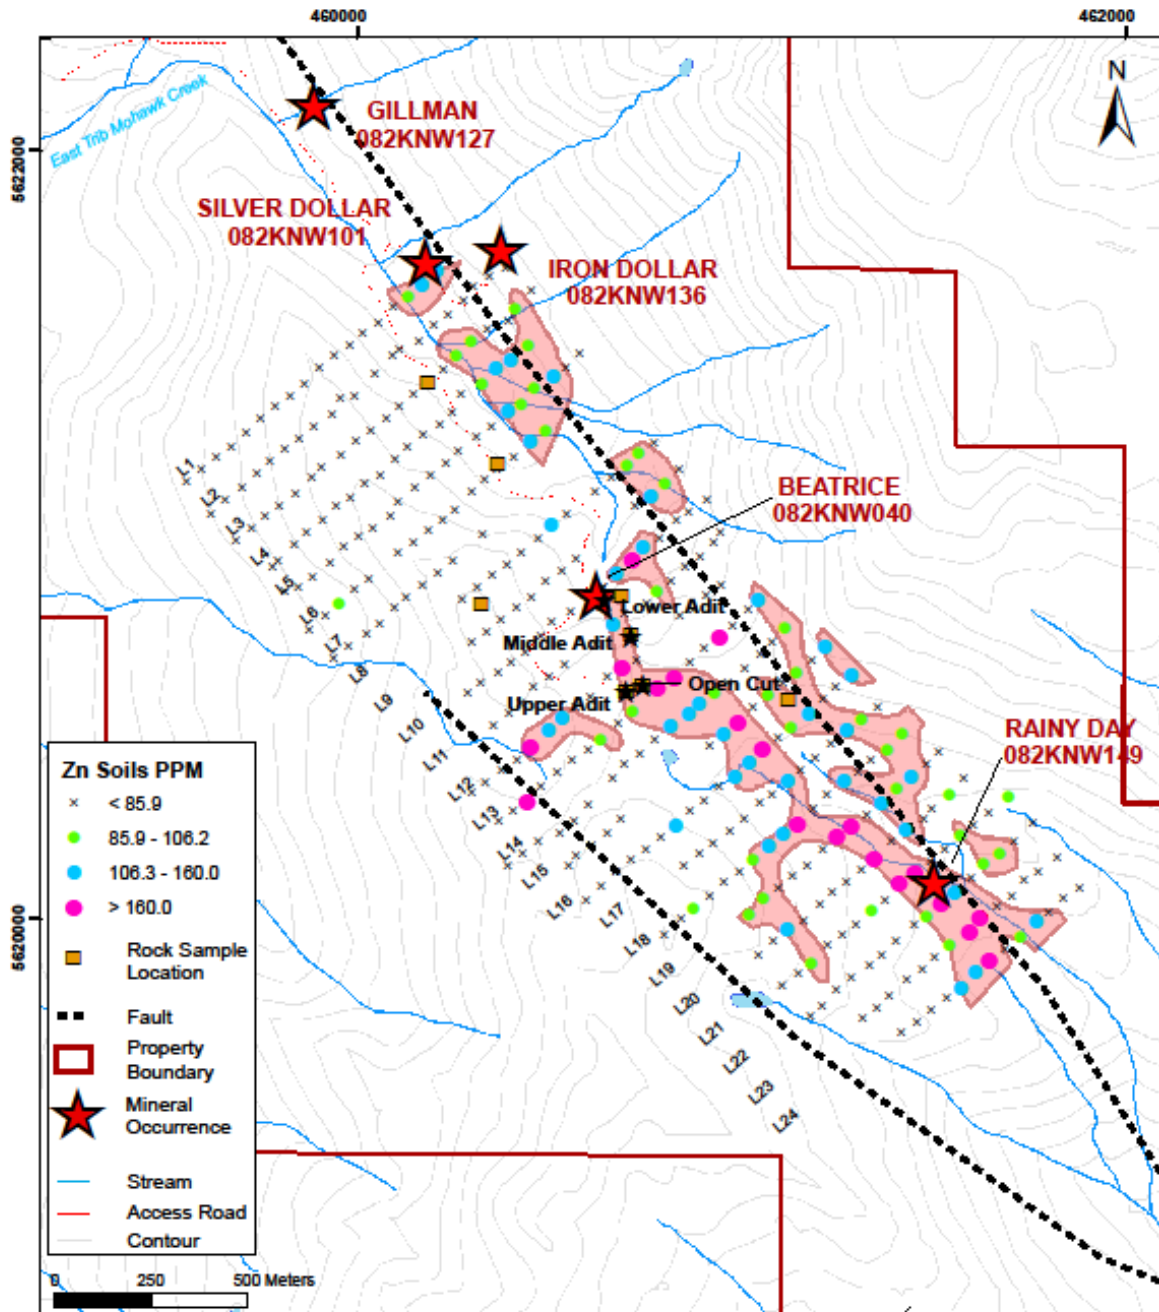 460000
462000
N
East Trib Mohawk Creek
GILLMAN
082KNW127
5622000
SILVER DOLLAR
082KNW101
IRON DOLLAR
082KNW136
L1
L2
L3
L4
L5
L6
L7
L8
L9
L10
L11
L12
L13
L14
L15
L16
L17
L18
L19
L20
L21
L22
L23
L24
BEATRICE
082KNW040
Lower Adit
Middle Adit
Open Cut
Upper Adit
RAINY DAY
082KNW149
5620000
Zn Soils PPM
< 85.9
85.9 - 106.2
106.3 - 160.0
> 160.0
Rock Sample
Location
Fault
Property
Boundary
Mineral
Occurrence
Stream
Access Road
Contour
0 250 500 Meters